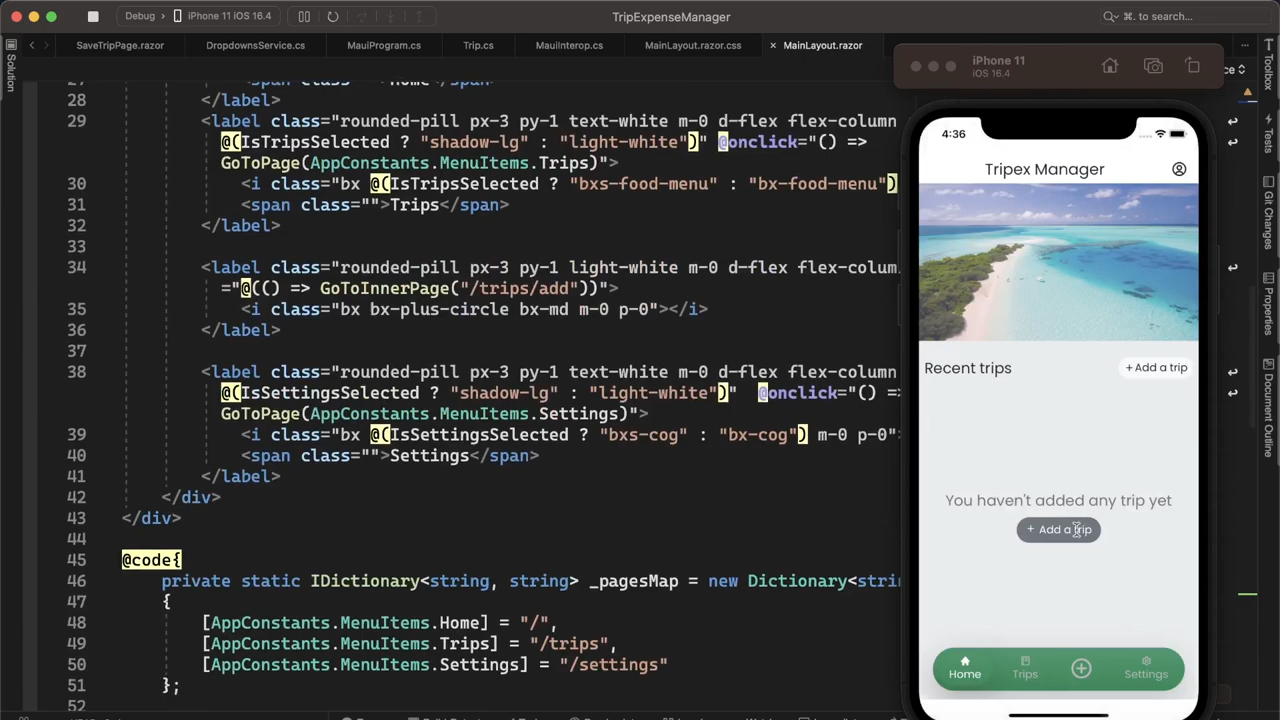 Debug
iPhone 11 iOS 16.4
TripExpenseManager
⌘. to search...
SaveTripPage.razor
DropdownsService.cs
MauiProgram.cs
Trip.cs
MauiInterop.cs
MainLayout.razor.css
MainLayout.razor
Solution
28 </label>
29 <label class="rounded-pill px-3 py-1 text-white m-0 d-flex flex-column
@(IsTripsSelected ? "shadow-lg" : "light-white")" @onclick="() =>
GoToPage(AppConstants.MenuItems.Trips)">
30 <i class="bx @(IsTripsSelected ? "bxs-food-menu" : "bx-food-menu")
31 <span class="">Trips</span>
32 </label>
33
34 <label class="rounded-pill px-3 py-1 light-white m-0 d-flex flex-column
="@(() => GoToInnerPage("/trips/add"))">
35 <i class="bx bx-plus-circle bx-md m-0 p-0"></i>
36 </label>
37
38 <label class="rounded-pill px-3 py-1 text-white m-0 d-flex flex-column
@(IsSettingsSelected ? "shadow-lg" : "light-white")" @onclick="() =>
GoToPage(AppConstants.MenuItems.Settings)">
39 <i class="bx @(IsSettingsSelected ? "bxs-cog" : "bx-cog") m-0 p-0">
40 <span class="">Settings</span>
41 </label>
42 </div>
43 </div>
44
45 @code{
46 private static IDictionary<string, string> _pagesMap = new Dictionary<strin
47 {
48 [AppConstants.MenuItems.Home] = "/",
49 [AppConstants.MenuItems.Trips] = "/trips",
50 [AppConstants.MenuItems.Settings] = "/settings"
51 };
52
iPhone 11
iOS 16.4
4:36
Tripex Manager
Recent trips
+ Add a trip
You haven't added any trip yet
+ Add a trip
Home
Trips
Settings
Toolbox
Tests
Git Changes
Properties
Document Outline